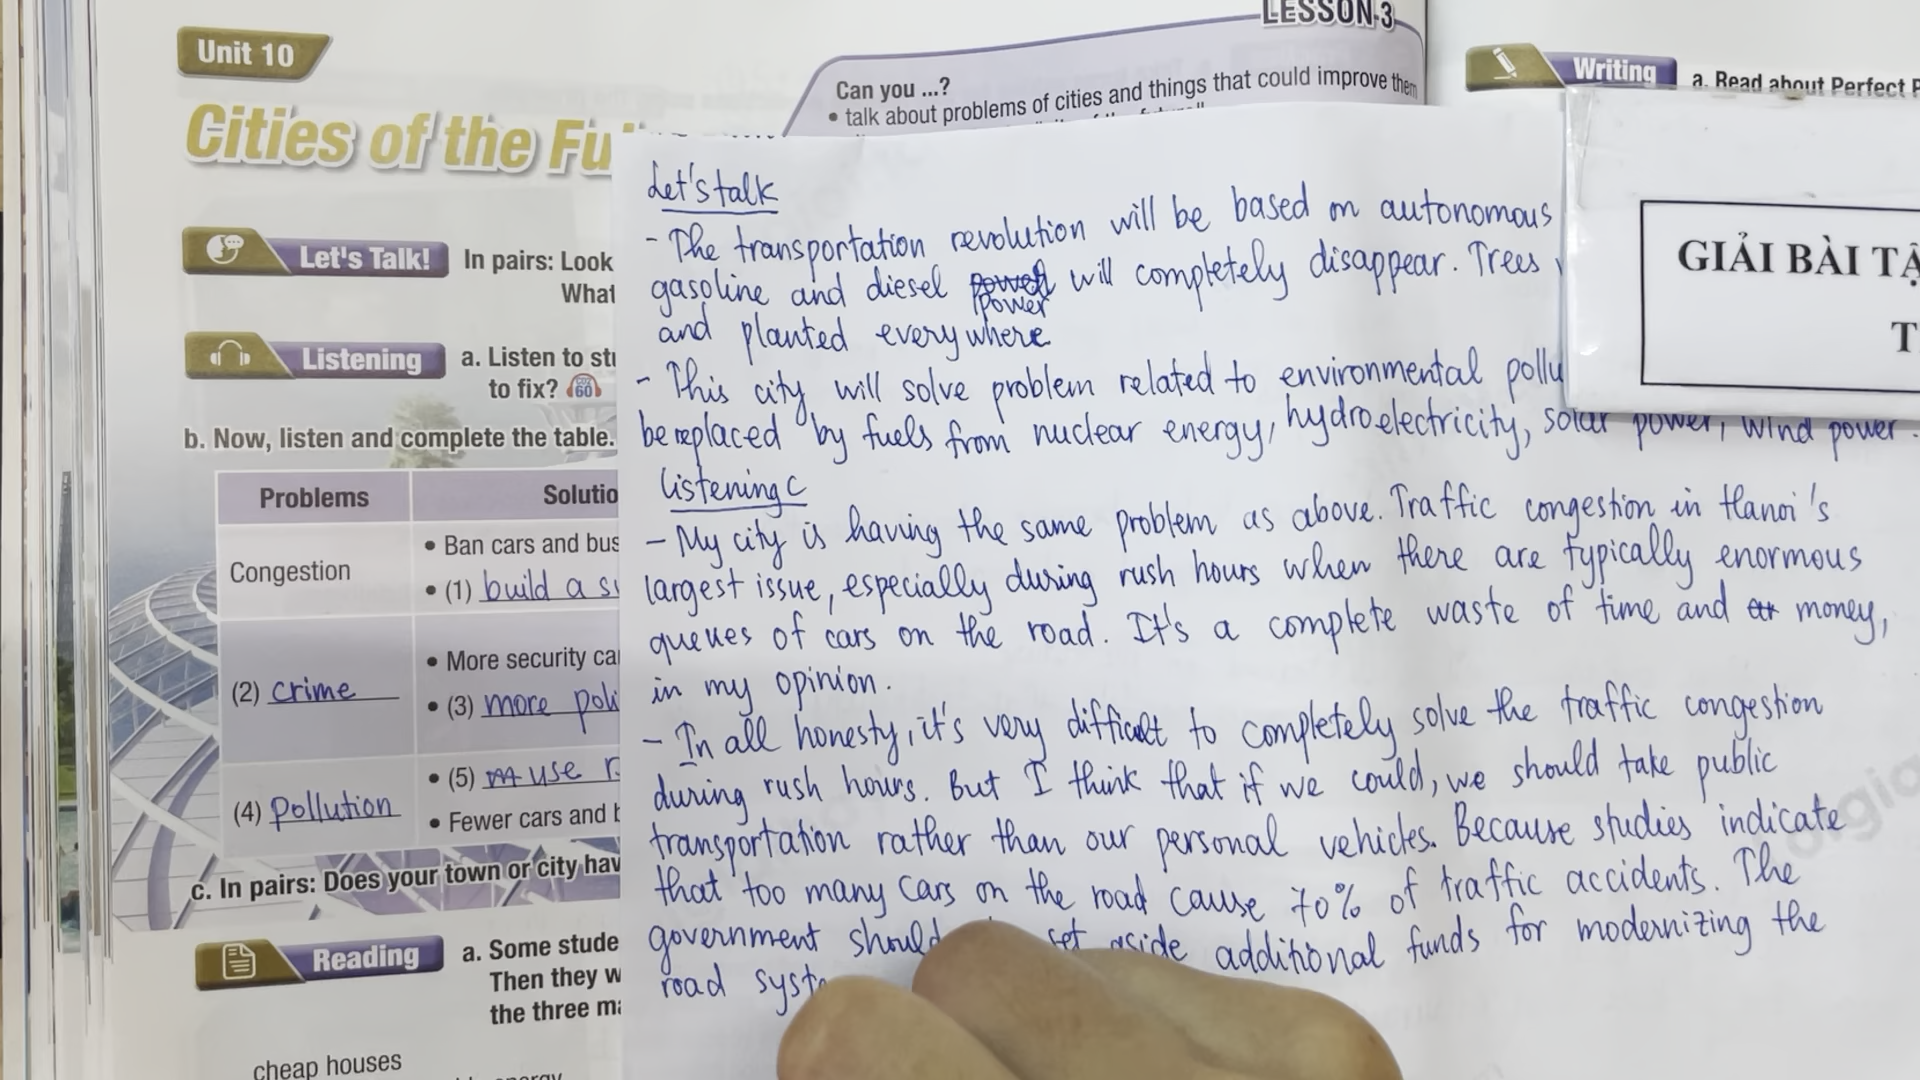 LESSON 3
Unit 10
Cities of the Fu
Can you ...?
• talk about problems of cities and things that could improve them
Let's Talk! In pairs: Look
What
Listening a. Listen to stu
to fix? CD2 60
b. Now, listen and complete the table.
Problems Solutio
Congestion • Ban cars and bus
• (1) build a su
(2) crime • More security ca
• (3) more poli
(4) pollution • (5) use r
• Fewer cars and b
c. In pairs: Does your town or city hav
Reading a. Some stude
Then they w
the three ma
cheap houses
Let's talk
- The transportation revolution will be based on autonomous
gasoline and diesel power will completely disappear. Trees
and planted everywhere
- This city will solve problem related to environmental pollu
be replaced by fuels from nuclear energy, hydroelectricity, solar power, wind power.
Listening c
- My city is having the same problem as above. Traffic congestion in Hanoi's
largest issue, especially during rush hours when there are typically enormous
queues of cars on the road. It's a complete waste of time and money,
in my opinion.
- In all honesty, it's very difficult to completely solve the traffic congestion
during rush hours. But I think that if we could, we should take public
transportation rather than our personal vehicles. Because studies indicate
that too many cars on the road cause 70% of traffic accidents. The
government should set aside additional funds for modernizing the
road syste
Writing a. Read about Perfect P
GIẢI BÀI TẬ
T